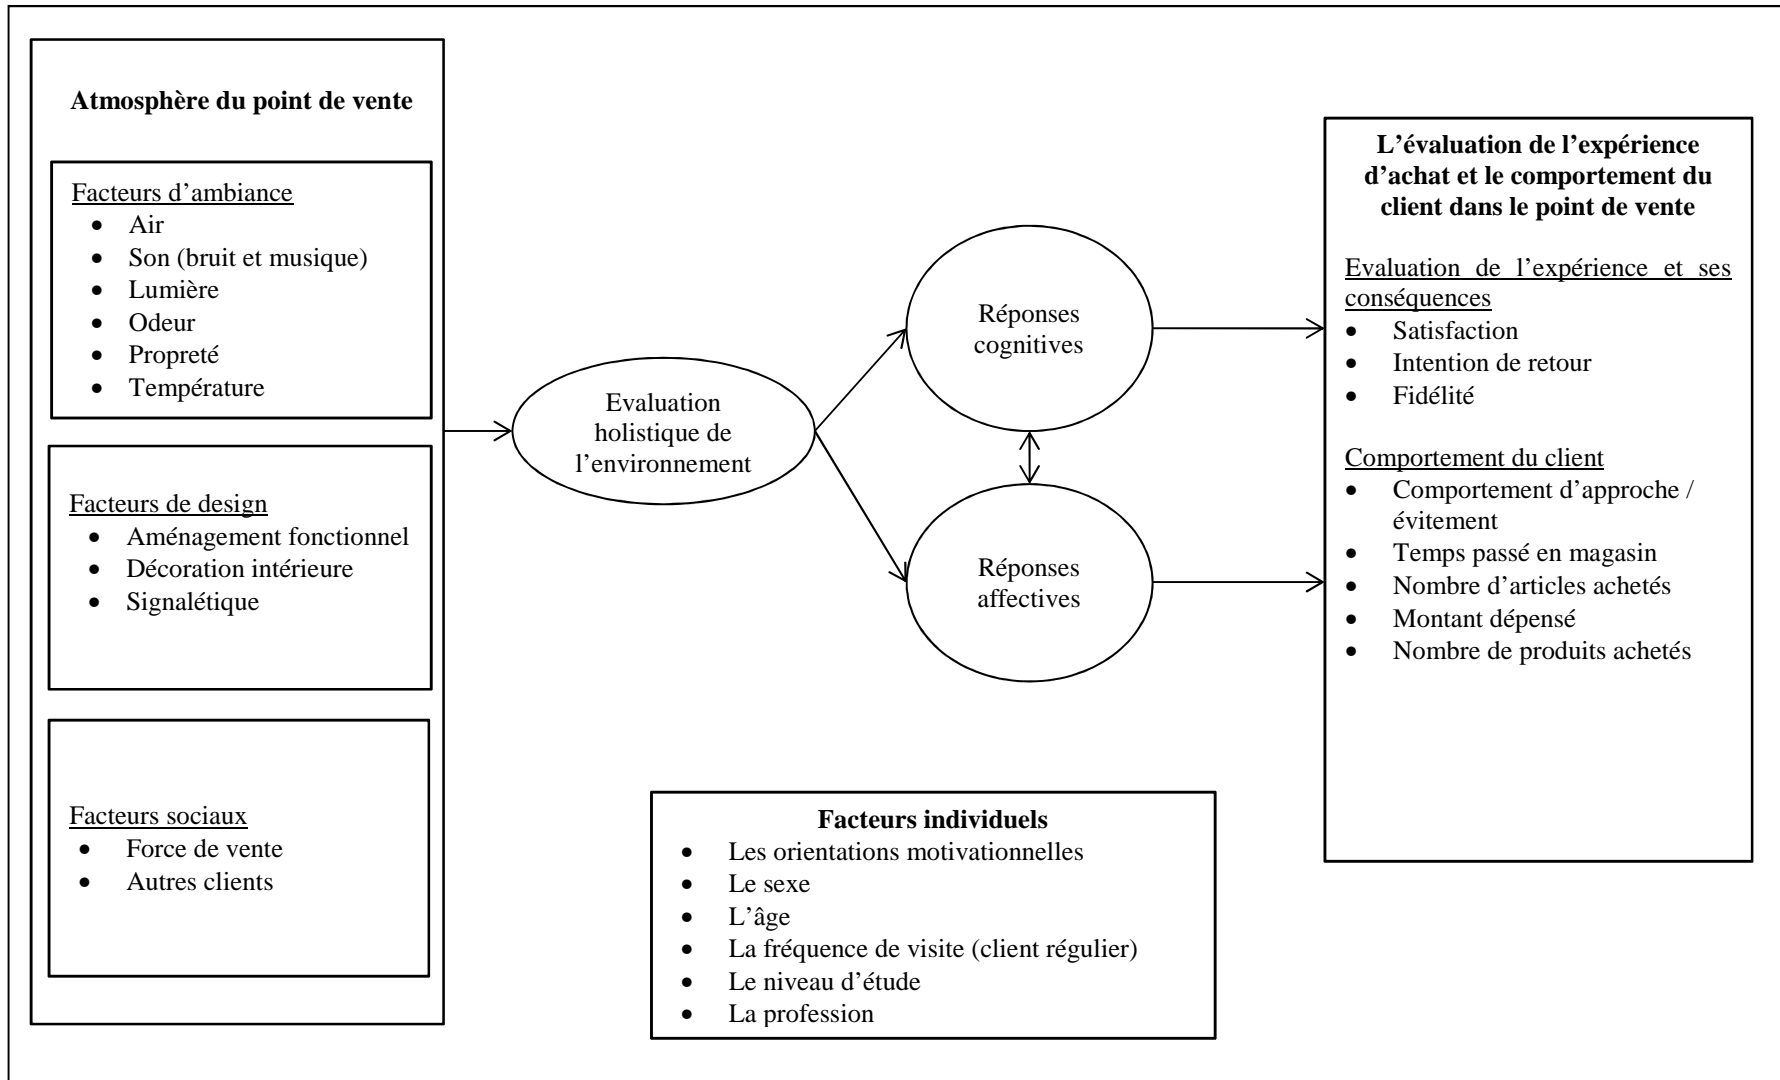 Atmosphère du point de vente
Facteurs d’ambiance
• Air
• Son (bruit et musique)
• Lumière
• Odeur
• Propreté
• Température
Facteurs de design
• Aménagement fonctionnel
• Décoration intérieure
• Signalétique
Facteurs sociaux
• Force de vente
• Autres clients
Evaluation
holistique de
l’environnement
Réponses
cognitives
Réponses
affectives
L’évaluation de l’expérience
d’achat et le comportement du
client dans le point de vente
Evaluation de l’expérience et ses
conséquences
• Satisfaction
• Intention de retour
• Fidélité
Comportement du client
• Comportement d’approche /
évitement
• Temps passé en magasin
• Nombre d’articles achetés
• Montant dépensé
• Nombre de produits achetés
Facteurs individuels
• Les orientations motivationnelles
• Le sexe
• L’âge
• La fréquence de visite (client régulier)
• Le niveau d’étude
• La profession